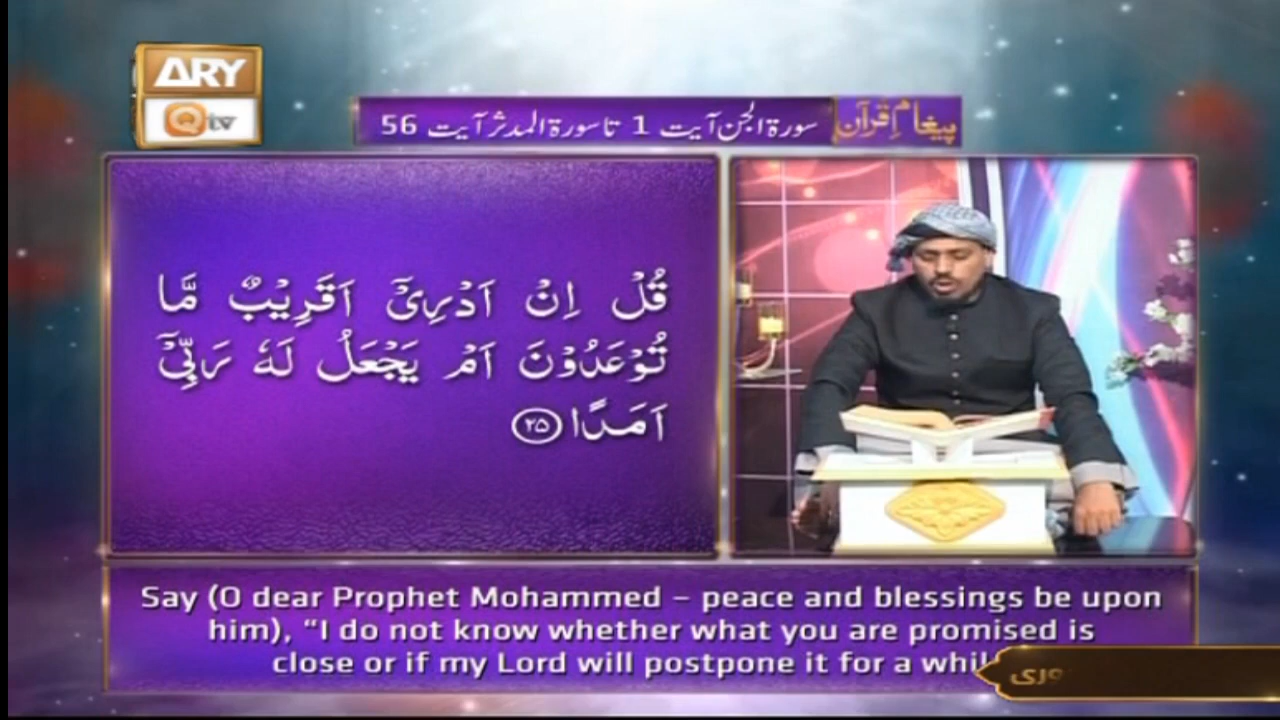 ARY
Qtv
پیغامِ قرآن
سورۃ الجن آیت 1 تا سورۃ المدثر آیت 56
قُلْ اِنْ اَدْرِیْۤ اَقَرِیْبٌ مَّا
تُوْعَدُوْنَ اَمْ یَجْعَلُ لَهٗ رَبِّیْۤ
اَمَدًا ﴿۲۵﴾
Say (O dear Prophet Mohammed – peace and blessings be upon
him), “I do not know whether what you are promised is
close or if my Lord will postpone it for a